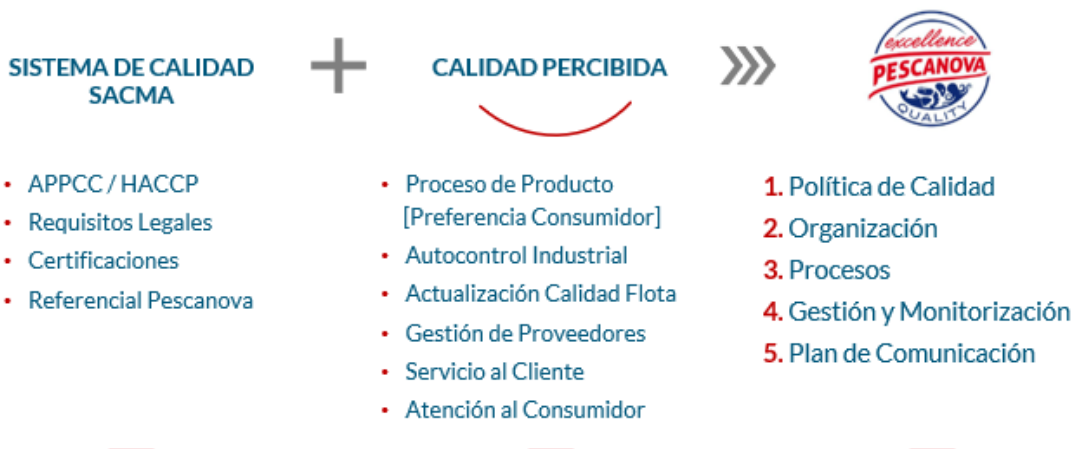 SISTEMA DE CALIDAD
SACMA
• APPCC / HACCP
• Requisitos Legales
• Certificaciones
• Referencial Pescanova
+
CALIDAD PERCIBIDA
• Proceso de Producto
[Preferencia Consumidor]
• Autocontrol Industrial
• Actualización Calidad Flota
• Gestión de Proveedores
• Servicio al Cliente
• Atención al Consumidor
excellence
PESCANOVA
QUALITY
1. Política de Calidad
2. Organización
3. Procesos
4. Gestión y Monitorización
5. Plan de Comunicación